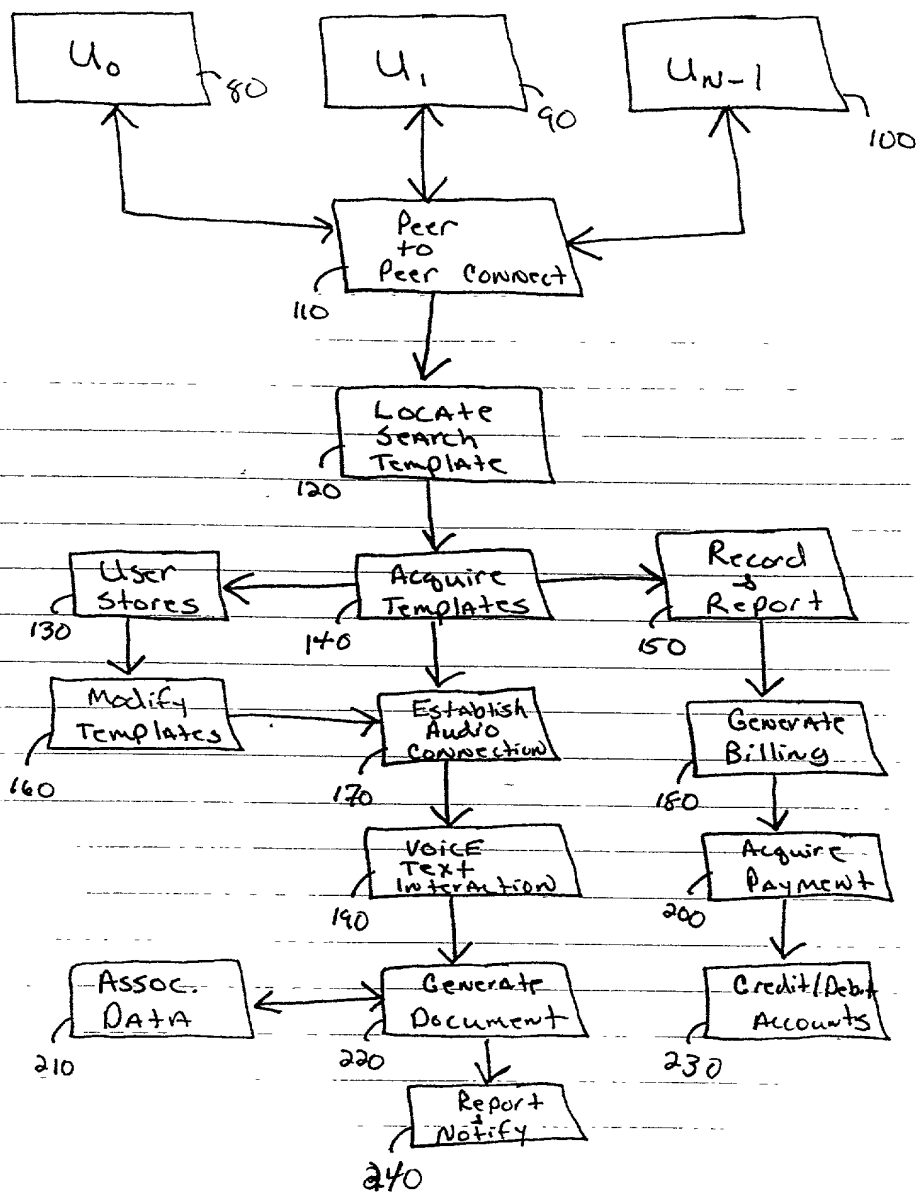 U₀
80
U₁
90
U_N-1
100
Peer
to
Peer Connect
110
Locate
Search
Template
120
User
Stores
130
Acquire
Templates
140
Record
&
Report
150
Modify
Templates
160
Establish
Audio
Connection
170
Generate
Billing
180
Voice
Text
Interaction
190
Acquire
Payment
200
Assoc.
Data
210
Generate
Document
220
Credit/Debit
Accounts
230
Report
&
Notify
240